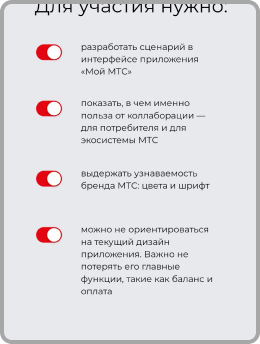 Для участия нужно:
разработать сценарий в
интерфейсе приложения
«Мой МТС»
показать, в чем именно
польза от коллаборации —
для потребителя и для
экосистемы МТС
выдержать узнаваемость
бренда МТС: цвета и шрифт
можно не ориентироваться
на текущий дизайн
приложения. Важно не
потерять его главные
функции, такие как баланс и
оплата